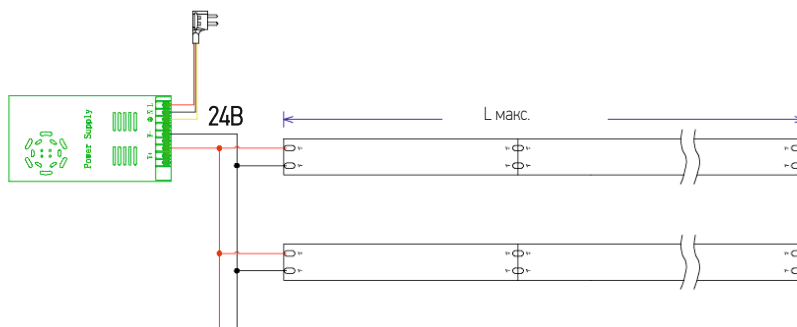 24В
L макс.
Power Supply
L
N
V-
V+
V+
V-
V+
V-
V+
V-
V+
V-
V+
V-
V+
V-